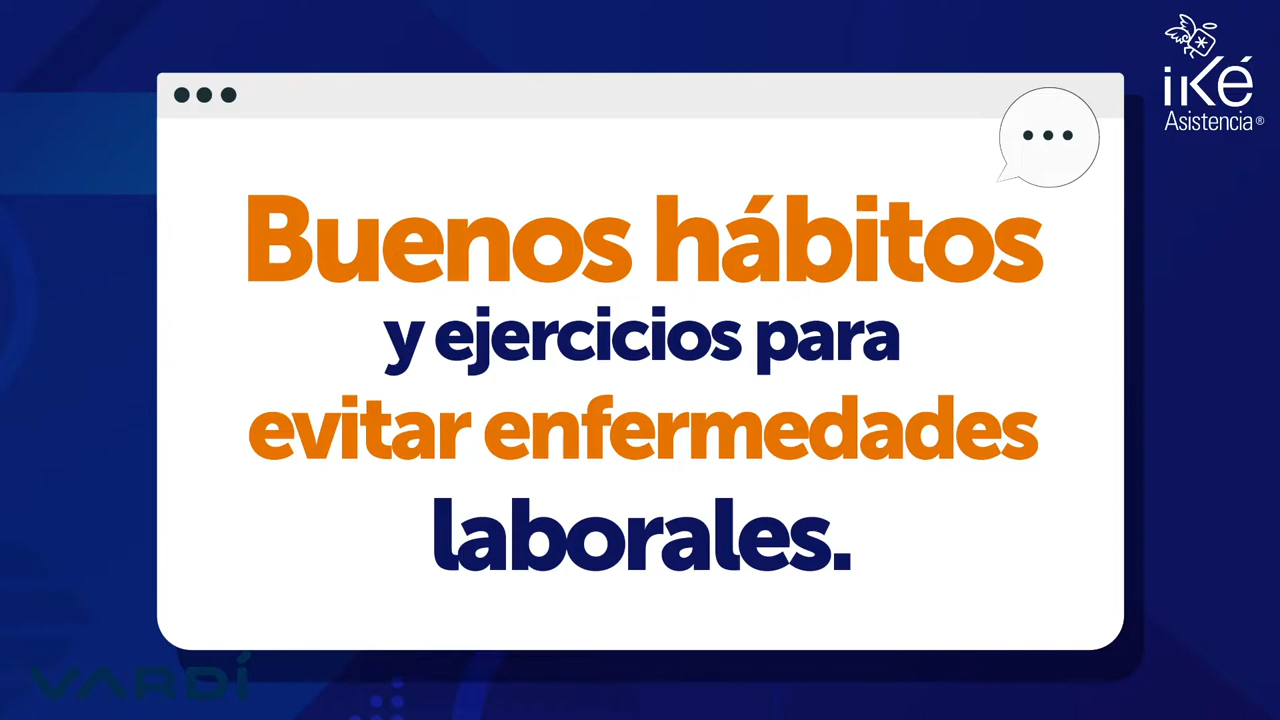 iké
Asistencia®
Buenos hábitos
y ejercicios para
evitar enfermedades
laborales.
VARDÍ